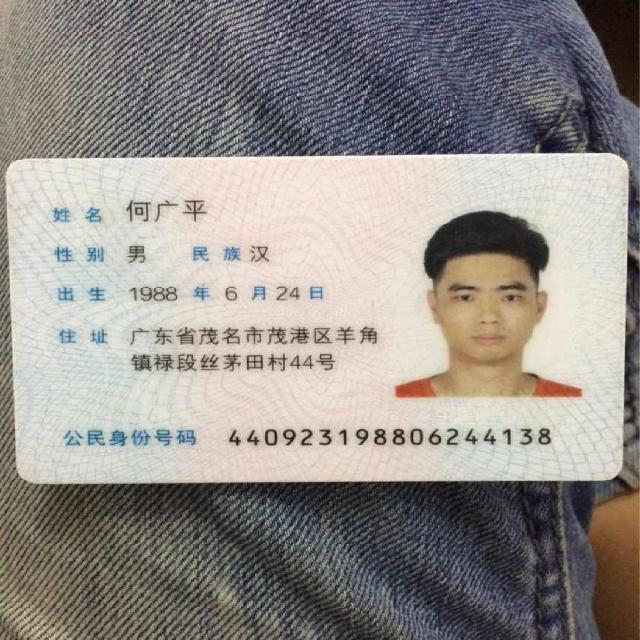 姓名 何广平
性别 男 民族 汉
出生 1988 年 6 月 24 日
住址 广东省茂名市茂港区羊角
镇禄段丝茅田村44号
公民身份号码 440923198806244138